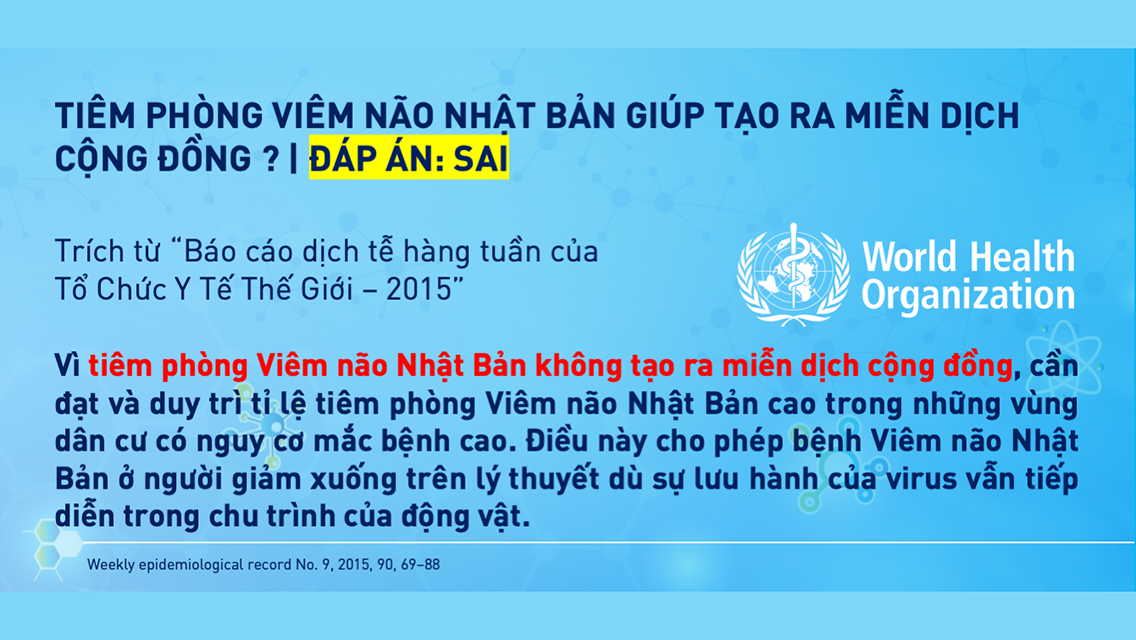 TIÊM PHÒNG VIÊM NÃO NHẬT BẢN GIÚP TẠO RA MIỄN DỊCH
CỘNG ĐỒNG ? | ĐÁP ÁN: SAI
Trích từ “Báo cáo dịch tễ hàng tuần của
Tổ Chức Y Tế Thế Giới – 2015”
World Health
Organization
Vì tiêm phòng Viêm não Nhật Bản không tạo ra miễn dịch cộng đồng, cần
đạt và duy trì tỉ lệ tiêm phòng Viêm não Nhật Bản cao trong những vùng
dân cư có nguy cơ mắc bệnh cao. Điều này cho phép bệnh Viêm não Nhật
Bản ở người giảm xuống trên lý thuyết dù sự lưu hành của virus vẫn tiếp
diễn trong chu trình của động vật.
Weekly epidemiological record No. 9, 2015, 90, 69–88